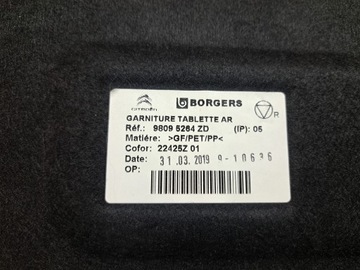 CITROËN BORGERS
GARNITURE TABLETTE AR R
Réf.: 9809 5264 ZD (IP): 05
Matière: >GF/PET/PP<
Cofor: 22425Z 01
Date: 31.03.2019 9-10636
OP: